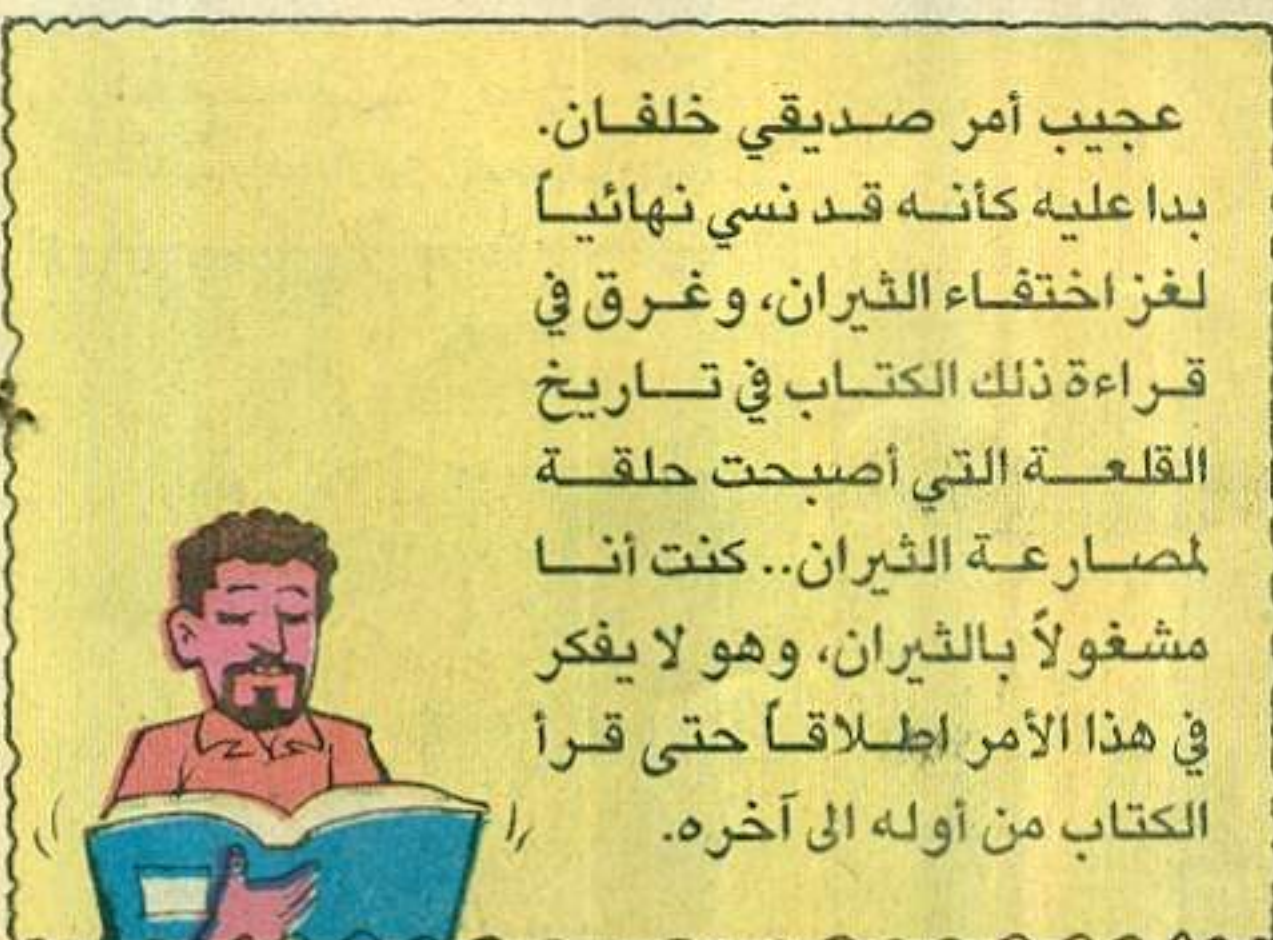 عجيب أمر صديقي خلفان.
بدا عليه كأنه قد نسي نهائياً
لغز اختفاء الثيران، وغرق في
قراءة ذلك الكتاب في تاريخ
القلعة التي أصبحت حلقة
لمصارعة الثيران.. كنت أنا
مشغولاً بالثيران، وهو لا يفكر
في هذا الأمر اطلاقاً حتى قرأ
الكتاب من أوله الى آخره.